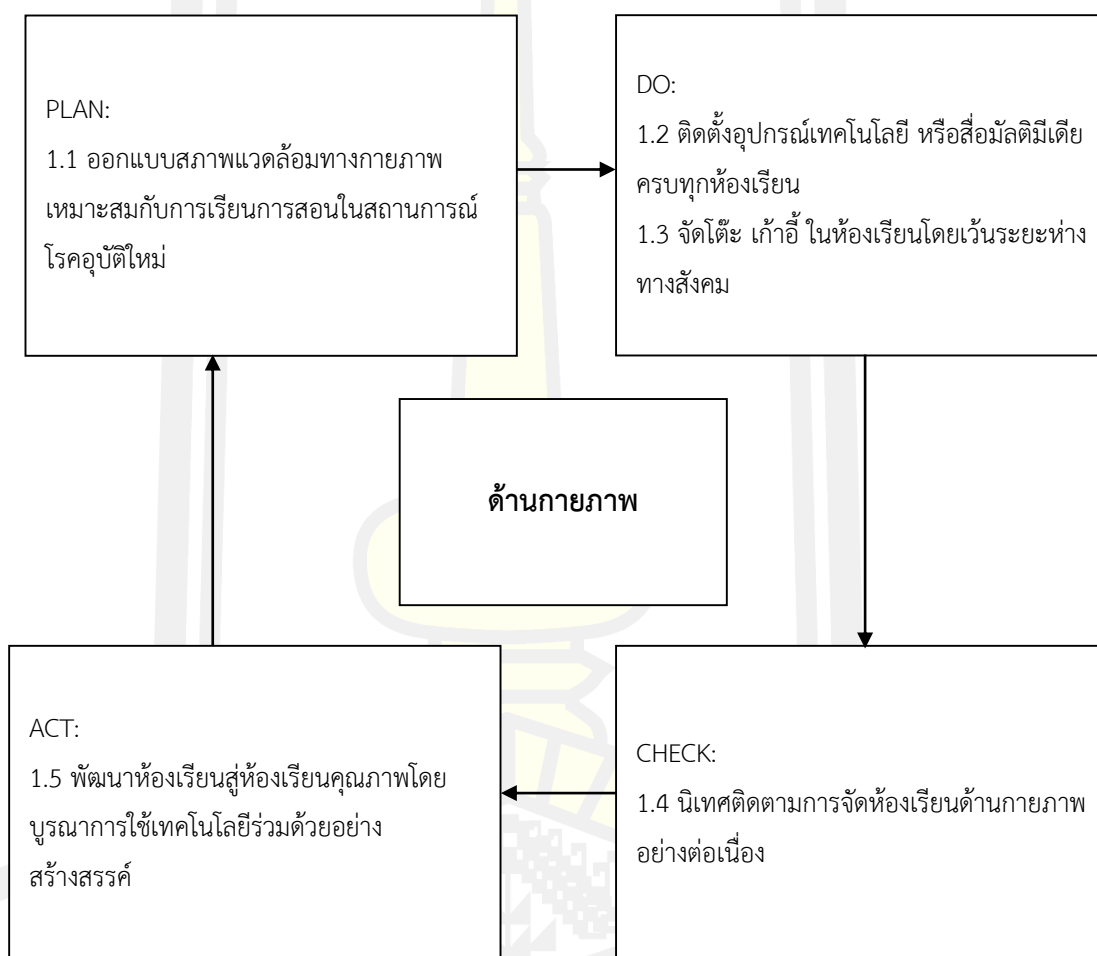 PLAN:
1.1 ออกแบบสภาพแวดล้อมทางกายภาพ
เหมาะสมกับการเรียนการสอนในสถานการณ์
โรคอุบัติใหม่
DO:
1.2 ติดตั้งอุปกรณ์เทคโนโลยี หรือสื่อมัลติมีเดีย
ครบทุกห้องเรียน
1.3 จัดโต๊ะ เก้าอี้ ในห้องเรียนโดยเว้นระยะห่าง
ทางสังคม
ด้านกายภาพ
ACT:
1.5 พัฒนาห้องเรียนสู่ห้องเรียนคุณภาพโดย
บูรณาการใช้เทคโนโลยีร่วมด้วยอย่าง
สร้างสรรค์
CHECK:
1.4 นิเทศติดตามการจัดห้องเรียนด้านกายภาพ
อย่างต่อเนื่อง